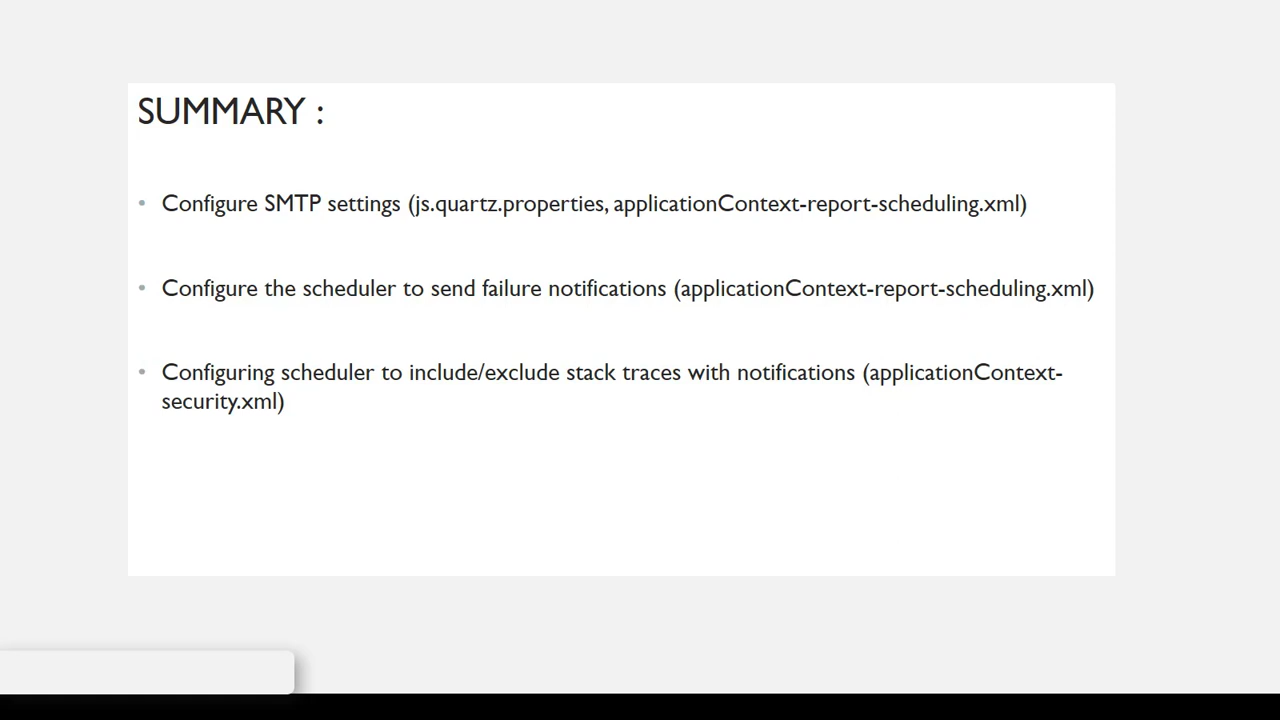 SUMMARY :
• Configure SMTP settings (js.quartz.properties, applicationContext-report-scheduling.xml)
• Configure the scheduler to send failure notifications (applicationContext-report-scheduling.xml)
• Configuring scheduler to include/exclude stack traces with notifications (applicationContext-
security.xml)